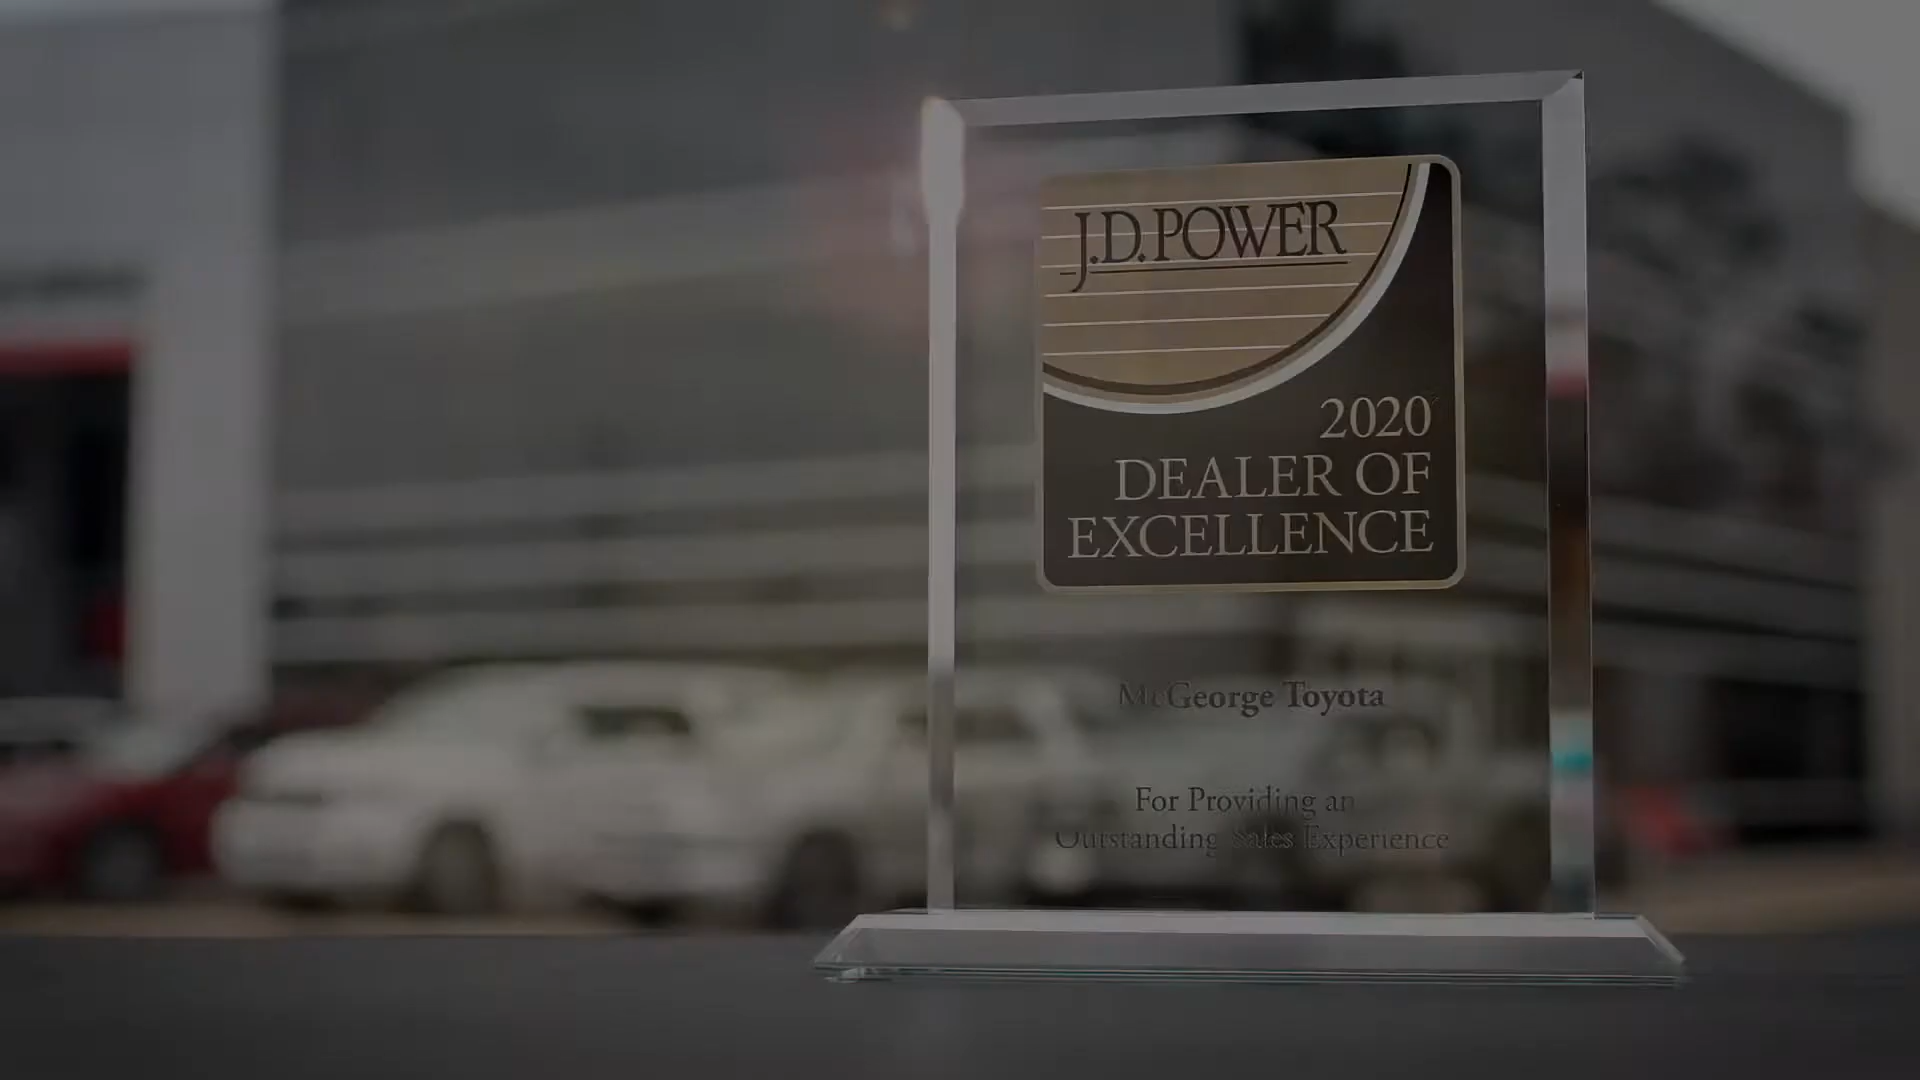 J.D. POWER
2020
DEALER OF
EXCELLENCE
McGeorge Toyota
For Providing an
Outstanding Sales Experience